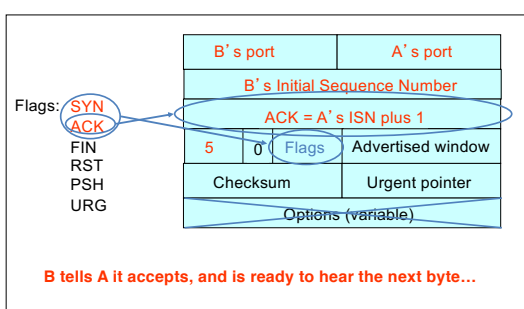 B’s port A’s port
B’s Initial Sequence Number
Flags: SYN
ACK = A’s ISN plus 1
ACK
FIN
5 0 Flags Advertised window
RST
PSH
Checksum Urgent pointer
URG
Options (variable)
B tells A it accepts, and is ready to hear the next byte…